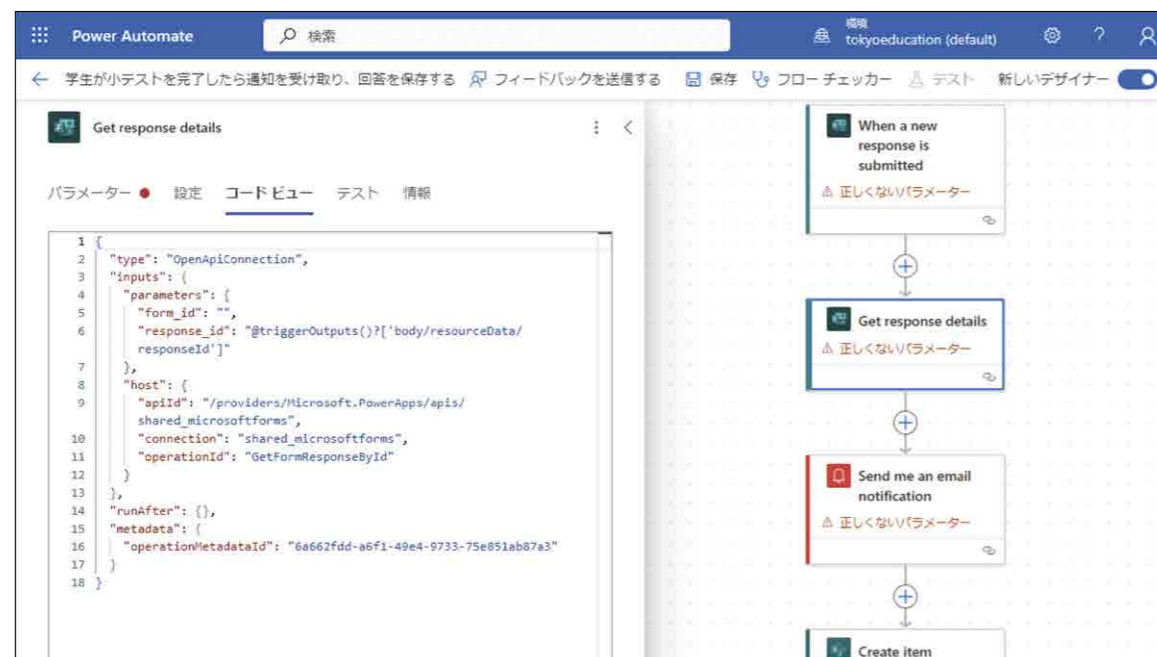 Power Automate
検索
環境
tokyoeducation (default)
?
学生が小テストを完了したら通知を受け取り、回答を保存する
フィードバックを送信する
保存
フロー チェッカー
テスト
新しいデザイナー
Get response details
パラメーター
設定
コード ビュー
テスト
情報
1 {
2 "type": "OpenApiConnection",
3 "inputs": {
4 "parameters": {
5 "form_id": "",
6 "response_id": "@triggerOutputs()?['body/resourceData/
responseId']"
7 },
8 "host": {
9 "apiId": "/providers/Microsoft.PowerApps/apis/
shared_microsoftforms",
10 "connection": "shared_microsoftforms",
11 "operationId": "GetFormResponseById"
12 }
13 },
14 "runAfter": {},
15 "metadata": {
16 "operationMetadataId": "6a662fdd-a6f1-49e4-9733-75e851ab87a3"
17 }
18 }
When a new
response is
submitted
正しくないパラメーター
Get response details
正しくないパラメーター
Send me an email
notification
正しくないパラメーター
Create item